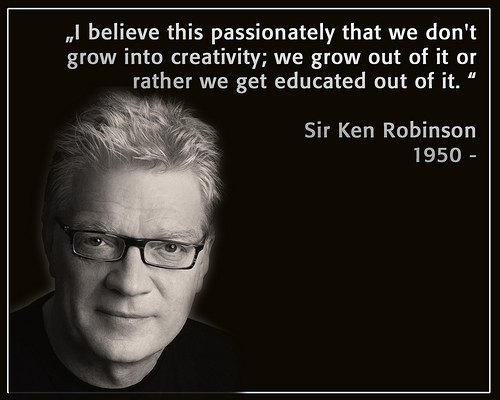 „I believe this passionately that we don't
grow into creativity; we grow out of it or
rather we get educated out of it. “
Sir Ken Robinson
1950 -